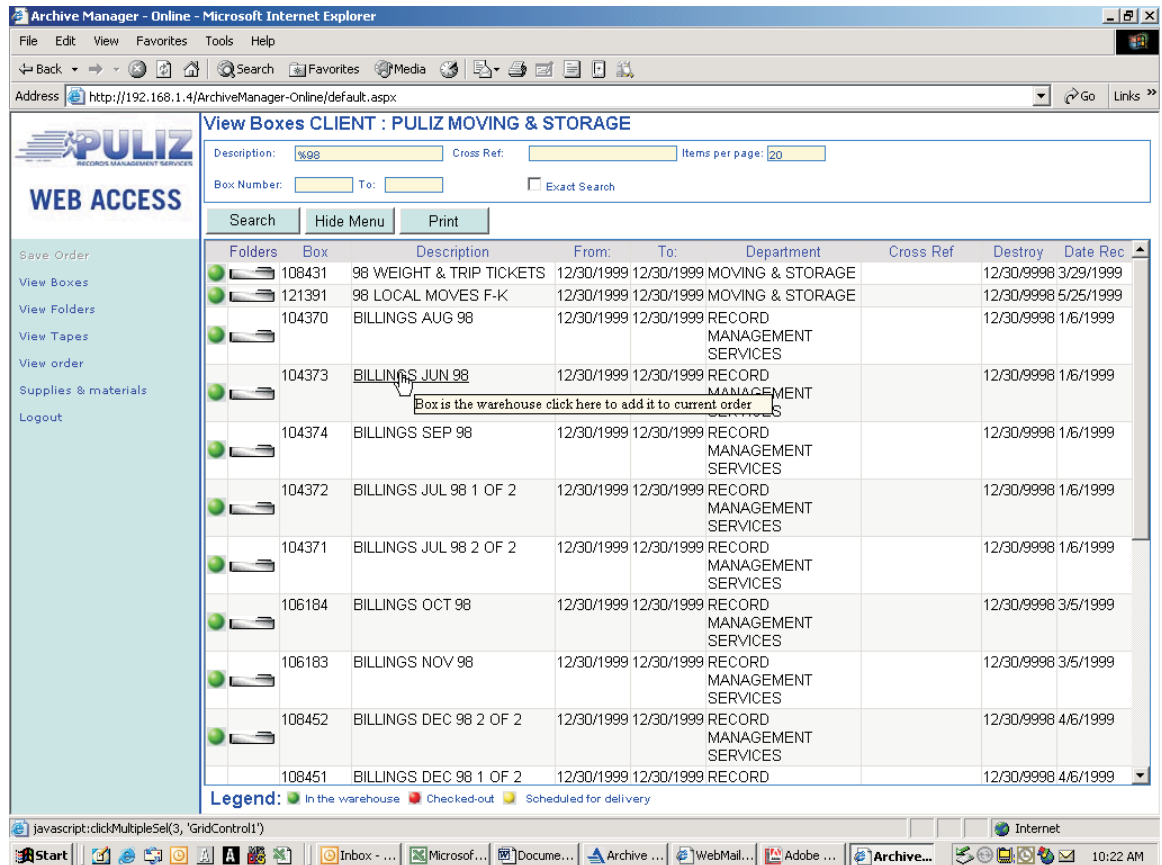 Archive Manager - Online - Microsoft Internet Explorer
File Edit View Favorites Tools Help
Back Search Favorites Media
Address http://192.168.1.4/ArchiveManager-Online/default.aspx Go Links »
PULIZ
RECORDS MANAGEMENT SERVICES
WEB ACCESS
Save Order
View Boxes
View Folders
View Tapes
View order
Supplies & materials
Logout
View Boxes CLIENT : PULIZ MOVING & STORAGE
Description: %98 Cross Ref: Items per page: 20
Box Number: To: Exact Search
Search Hide Menu Print
Folders Box Description From: To: Department Cross Ref Destroy Date Rec
108431 98 WEIGHT & TRIP TICKETS 12/30/1999 12/30/1999 MOVING & STORAGE 12/30/9998 3/29/1999
121391 98 LOCAL MOVES F-K 12/30/1999 12/30/1999 MOVING & STORAGE 12/30/9998 5/25/1999
104370 BILLINGS AUG 98 12/30/1999 12/30/1999 RECORD 12/30/9998 1/6/1999
MANAGEMENT
SERVICES
104373 BILLINGS JUN 98 12/30/1999 12/30/1999 RECORD 12/30/9998 1/6/1999
MANAGEMENT
Box is the warehouse click here to add it to current order
104374 BILLINGS SEP 98 12/30/1999 12/30/1999 RECORD 12/30/9998 1/6/1999
MANAGEMENT
SERVICES
104372 BILLINGS JUL 98 1 OF 2 12/30/1999 12/30/1999 RECORD 12/30/9998 1/6/1999
MANAGEMENT
SERVICES
104371 BILLINGS JUL 98 2 OF 2 12/30/1999 12/30/1999 RECORD 12/30/9998 1/6/1999
MANAGEMENT
SERVICES
106184 BILLINGS OCT 98 12/30/1999 12/30/1999 RECORD 12/30/9998 3/5/1999
MANAGEMENT
SERVICES
106183 BILLINGS NOV 98 12/30/1999 12/30/1999 RECORD 12/30/9998 3/5/1999
MANAGEMENT
SERVICES
108452 BILLINGS DEC 98 2 OF 2 12/30/1999 12/30/1999 RECORD 12/30/9998 4/6/1999
MANAGEMENT
SERVICES
108451 BILLINGS DEC 98 1 OF 2 12/30/1999 12/30/1999 RECORD 12/30/9998 4/6/1999
Legend: In the warehouse Checked-out Scheduled for delivery
javascript:clickMultipleSel(3, 'GridControl1') Internet
Start Inbox - ... Microsof... Docume... Archive ... WebMail... Adobe ... Archive... 10:22 AM